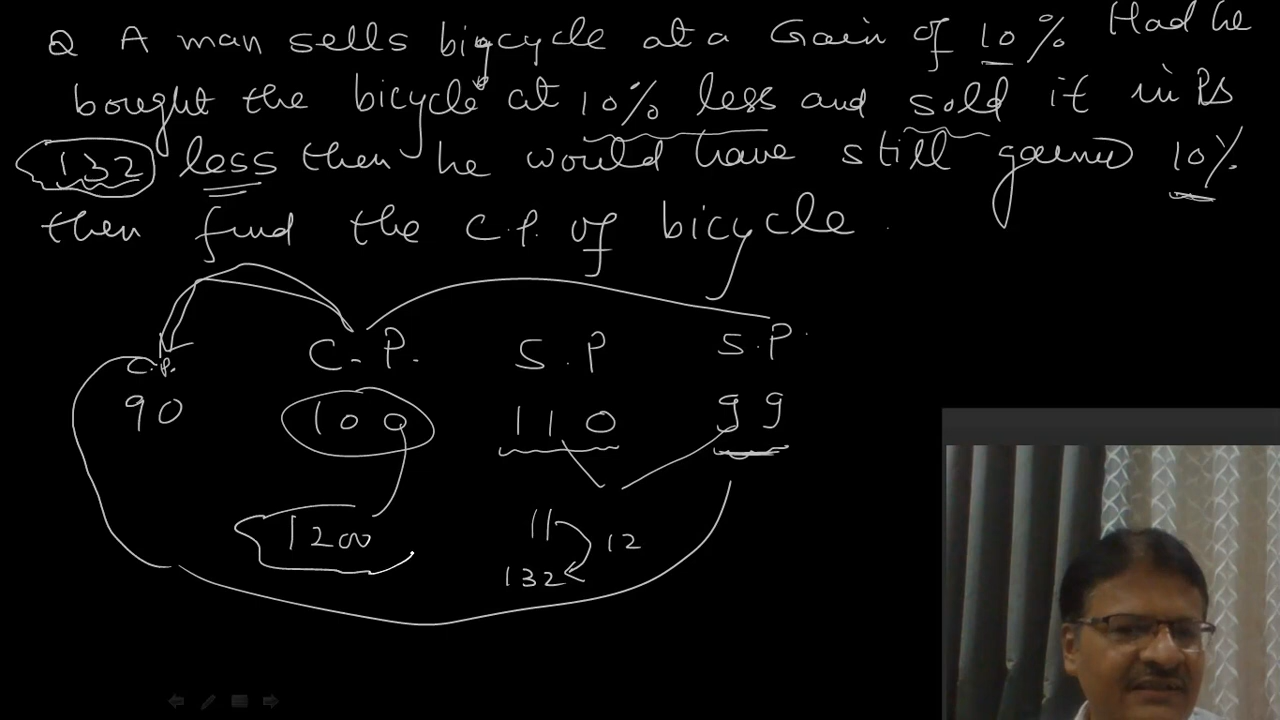 Q A man sells bicycle at a Gain of 10% Had he
bought the bicycle at 10% less and sold it in Rs
132 less then he would have still gained 10%
then find the C.P. of bicycle.
C.P. C.P. S.P S.P.
90 100 110 99
1200 11 12
132